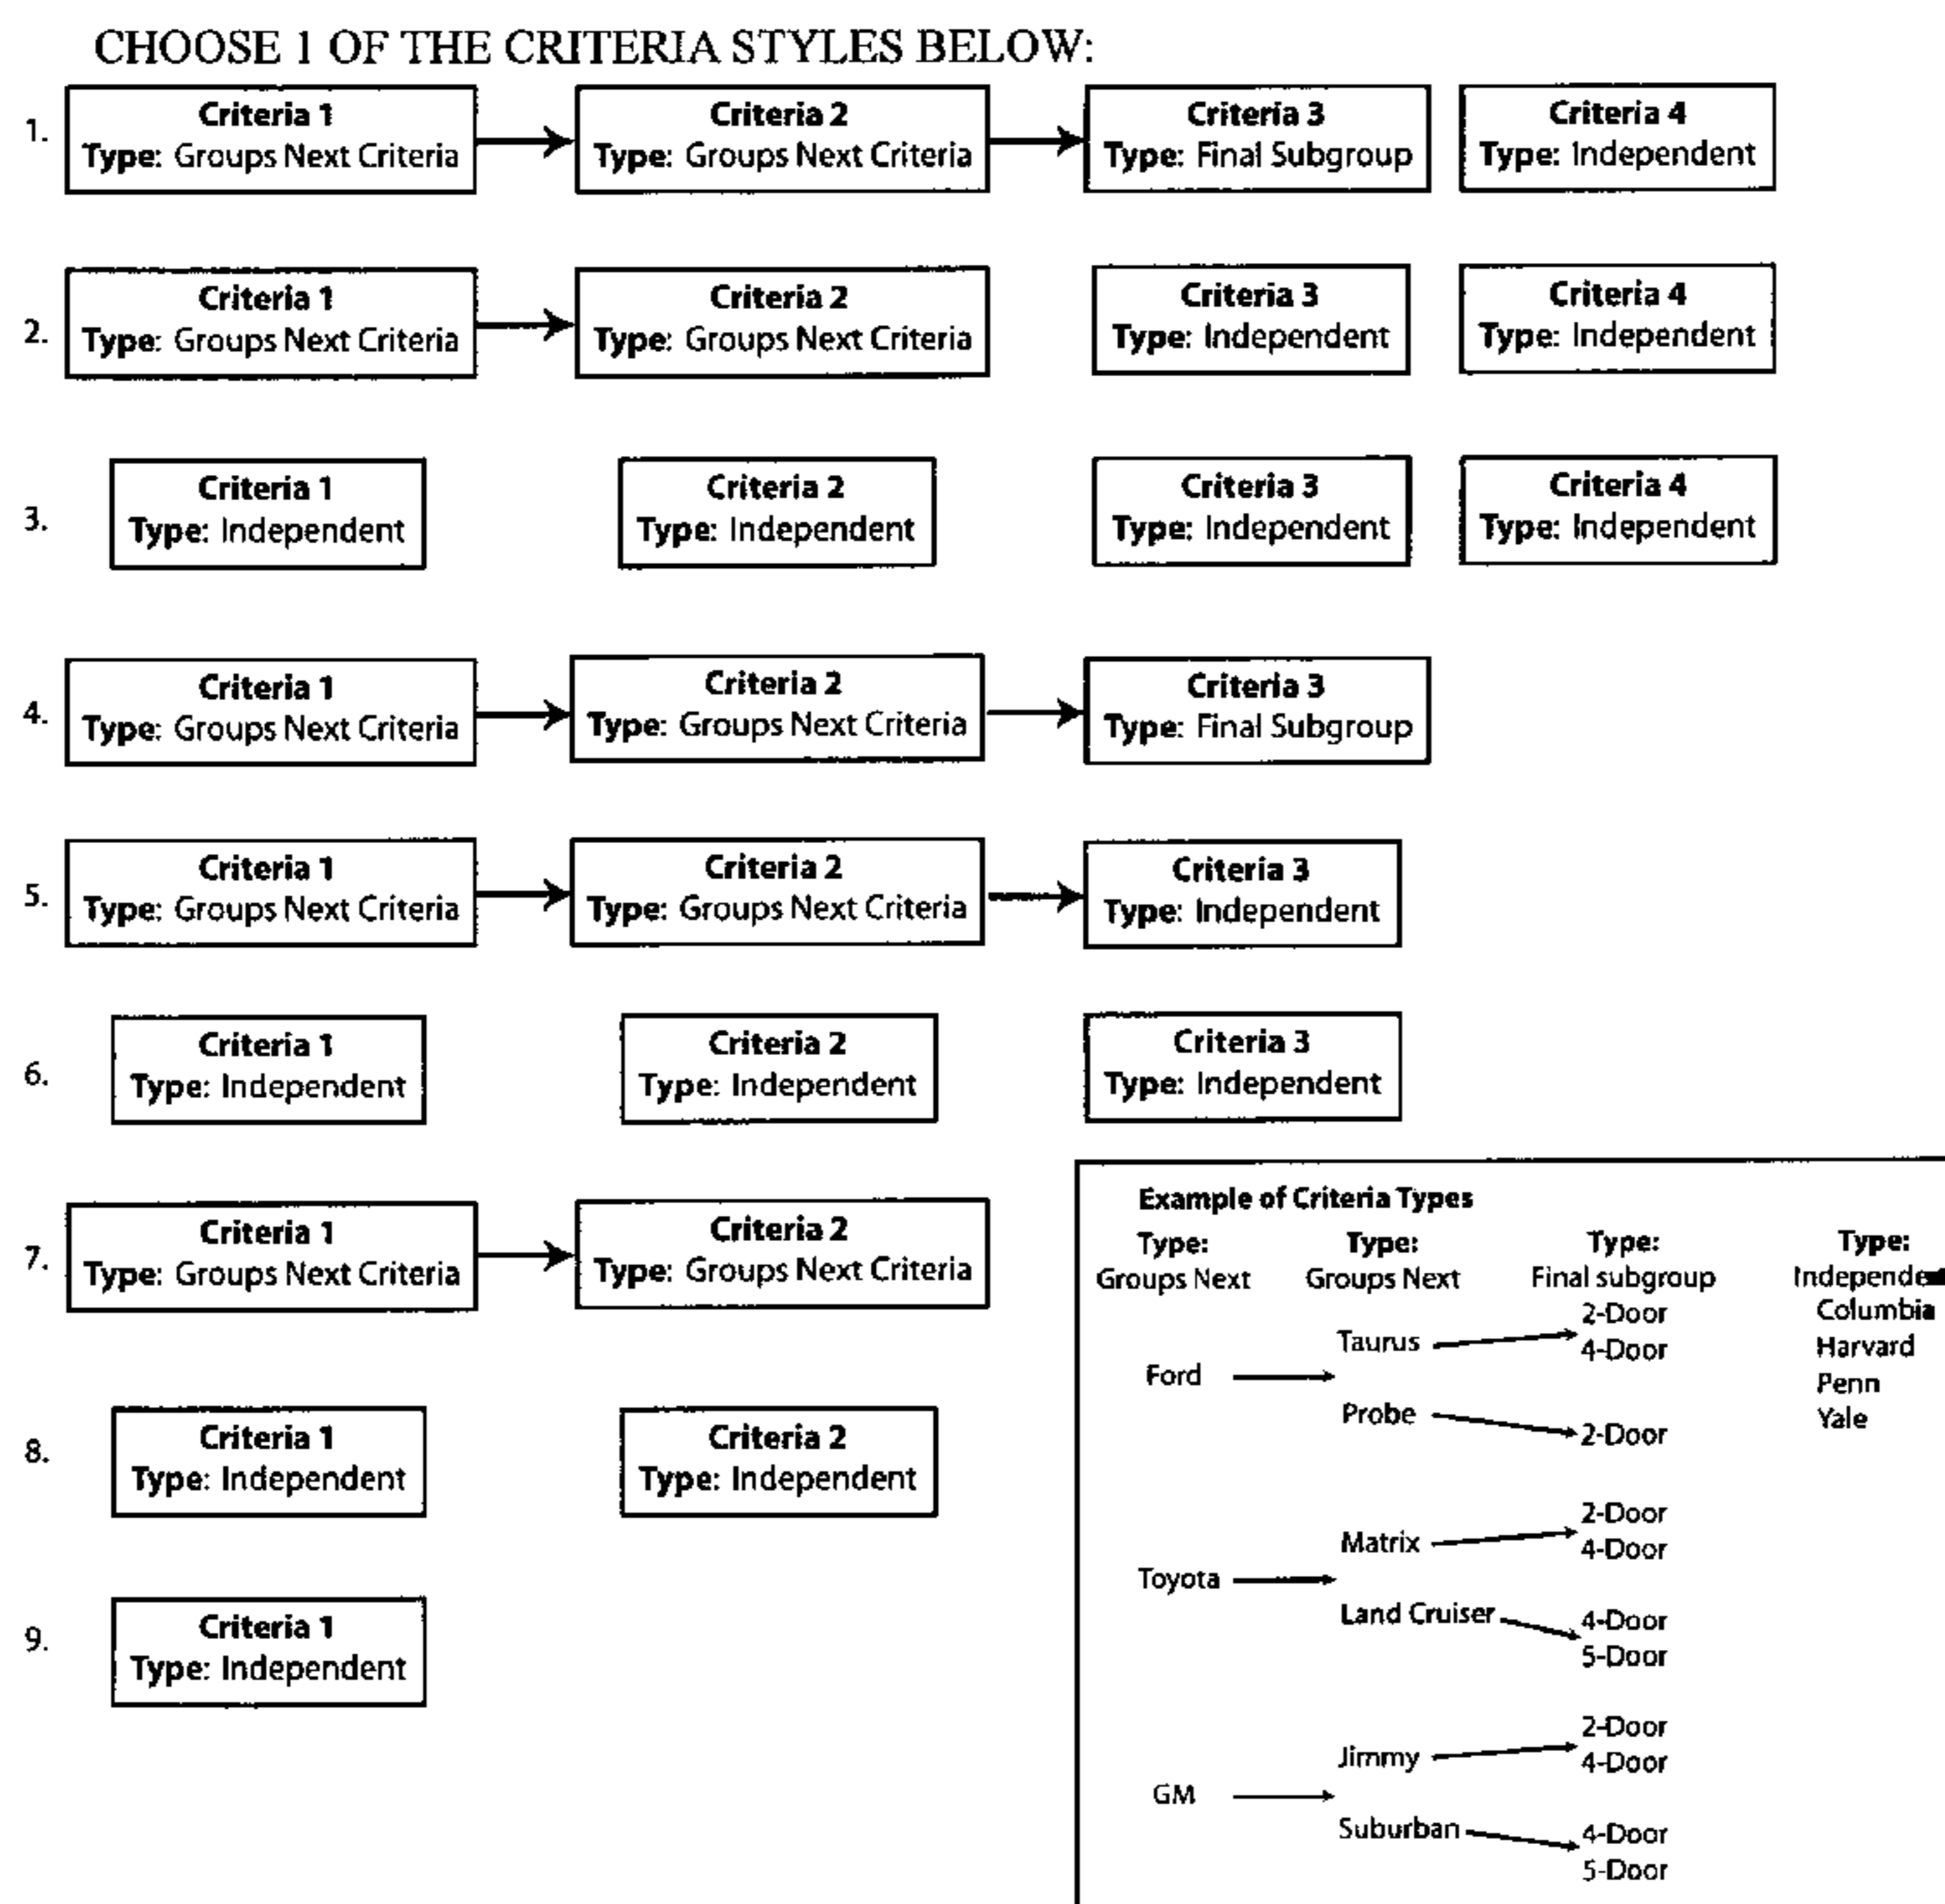 CHOOSE 1 OF THE CRITERIA STYLES BELOW:
1.
Criteria 1
Type: Groups Next Criteria
Criteria 2
Type: Groups Next Criteria
Criteria 3
Type: Final Subgroup
Criteria 4
Type: Independent
2.
Criteria 1
Type: Groups Next Criteria
Criteria 2
Type: Groups Next Criteria
Criteria 3
Type: Independent
Criteria 4
Type: Independent
3.
Criteria 1
Type: Independent
Criteria 2
Type: Independent
Criteria 3
Type: Independent
Criteria 4
Type: Independent
4.
Criteria 1
Type: Groups Next Criteria
Criteria 2
Type: Groups Next Criteria
Criteria 3
Type: Final Subgroup
5.
Criteria 1
Type: Groups Next Criteria
Criteria 2
Type: Groups Next Criteria
Criteria 3
Type: Independent
6.
Criteria 1
Type: Independent
Criteria 2
Type: Independent
Criteria 3
Type: Independent
7.
Criteria 1
Type: Groups Next Criteria
Criteria 2
Type: Groups Next Criteria
8.
Criteria 1
Type: Independent
Criteria 2
Type: Independent
9.
Criteria 1
Type: Independent
Example of Criteria Types
Type:
Groups Next
Ford
Toyota
GM
Type:
Groups Next
Taurus
Probe
Matrix
Land Cruiser
Jimmy
Suburban
Type:
Final subgroup
2-Door
4-Door
2-Door
2-Door
4-Door
4-Door
5-Door
2-Door
4-Door
4-Door
5-Door
Type:
Columbia
Harvard
Penn
Yale